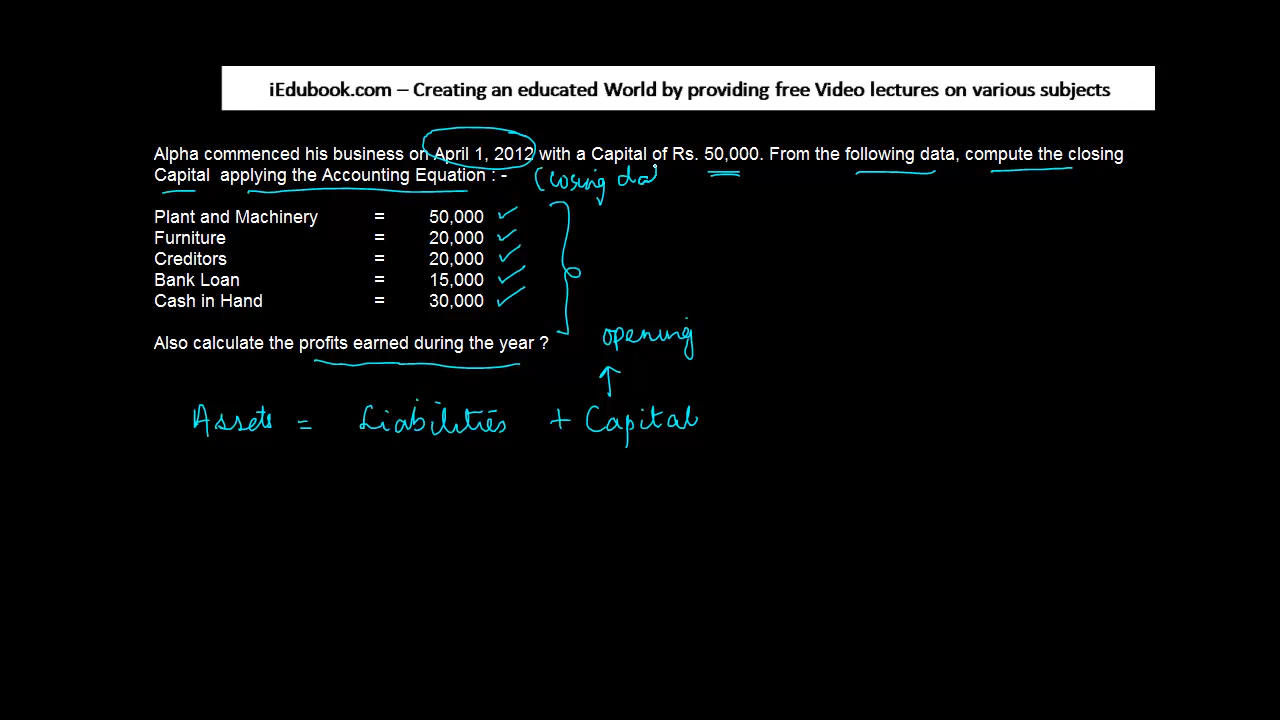 iEdubook.com – Creating an educated World by providing free Video lectures on various subjects
Alpha commenced his business on April 1, 2012 with a Capital of Rs. 50,000. From the following data, compute the closing
Capital applying the Accounting Equation : -
(Closing da
Plant and Machinery = 50,000
Furniture = 20,000
Creditors = 20,000
Bank Loan = 15,000
Cash in Hand = 30,000
opening
Also calculate the profits earned during the year ?
Assets = Liabilities + Capital